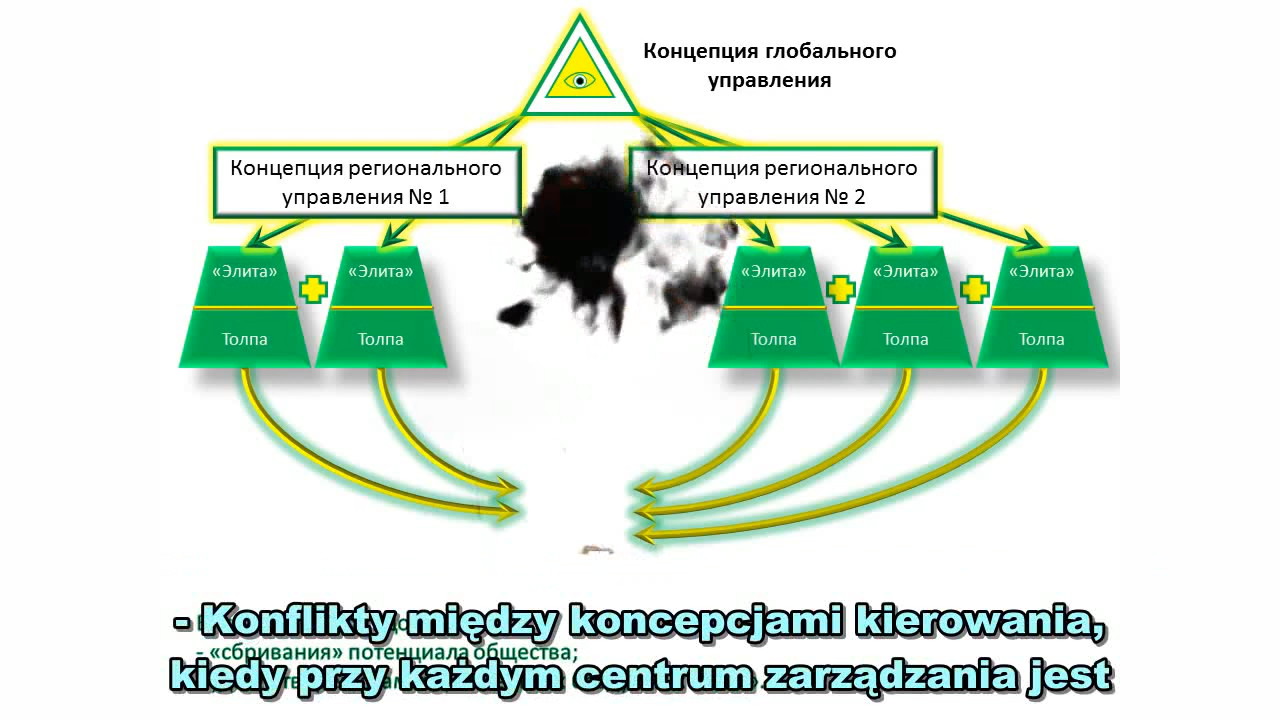 Концепция глобального
управления
Концепция регионального
управления № 1
Концепция регионального
управления № 2
«Элита»
«Элита»
«Элита»
«Элита»
«Элита»
Толпа
Толпа
Толпа
Толпа
Толпа
- Konflikty między koncepcjami kierowania,
- «сбривания» потенциала общества;
kiedy przy każdym centrum zarządzania jest